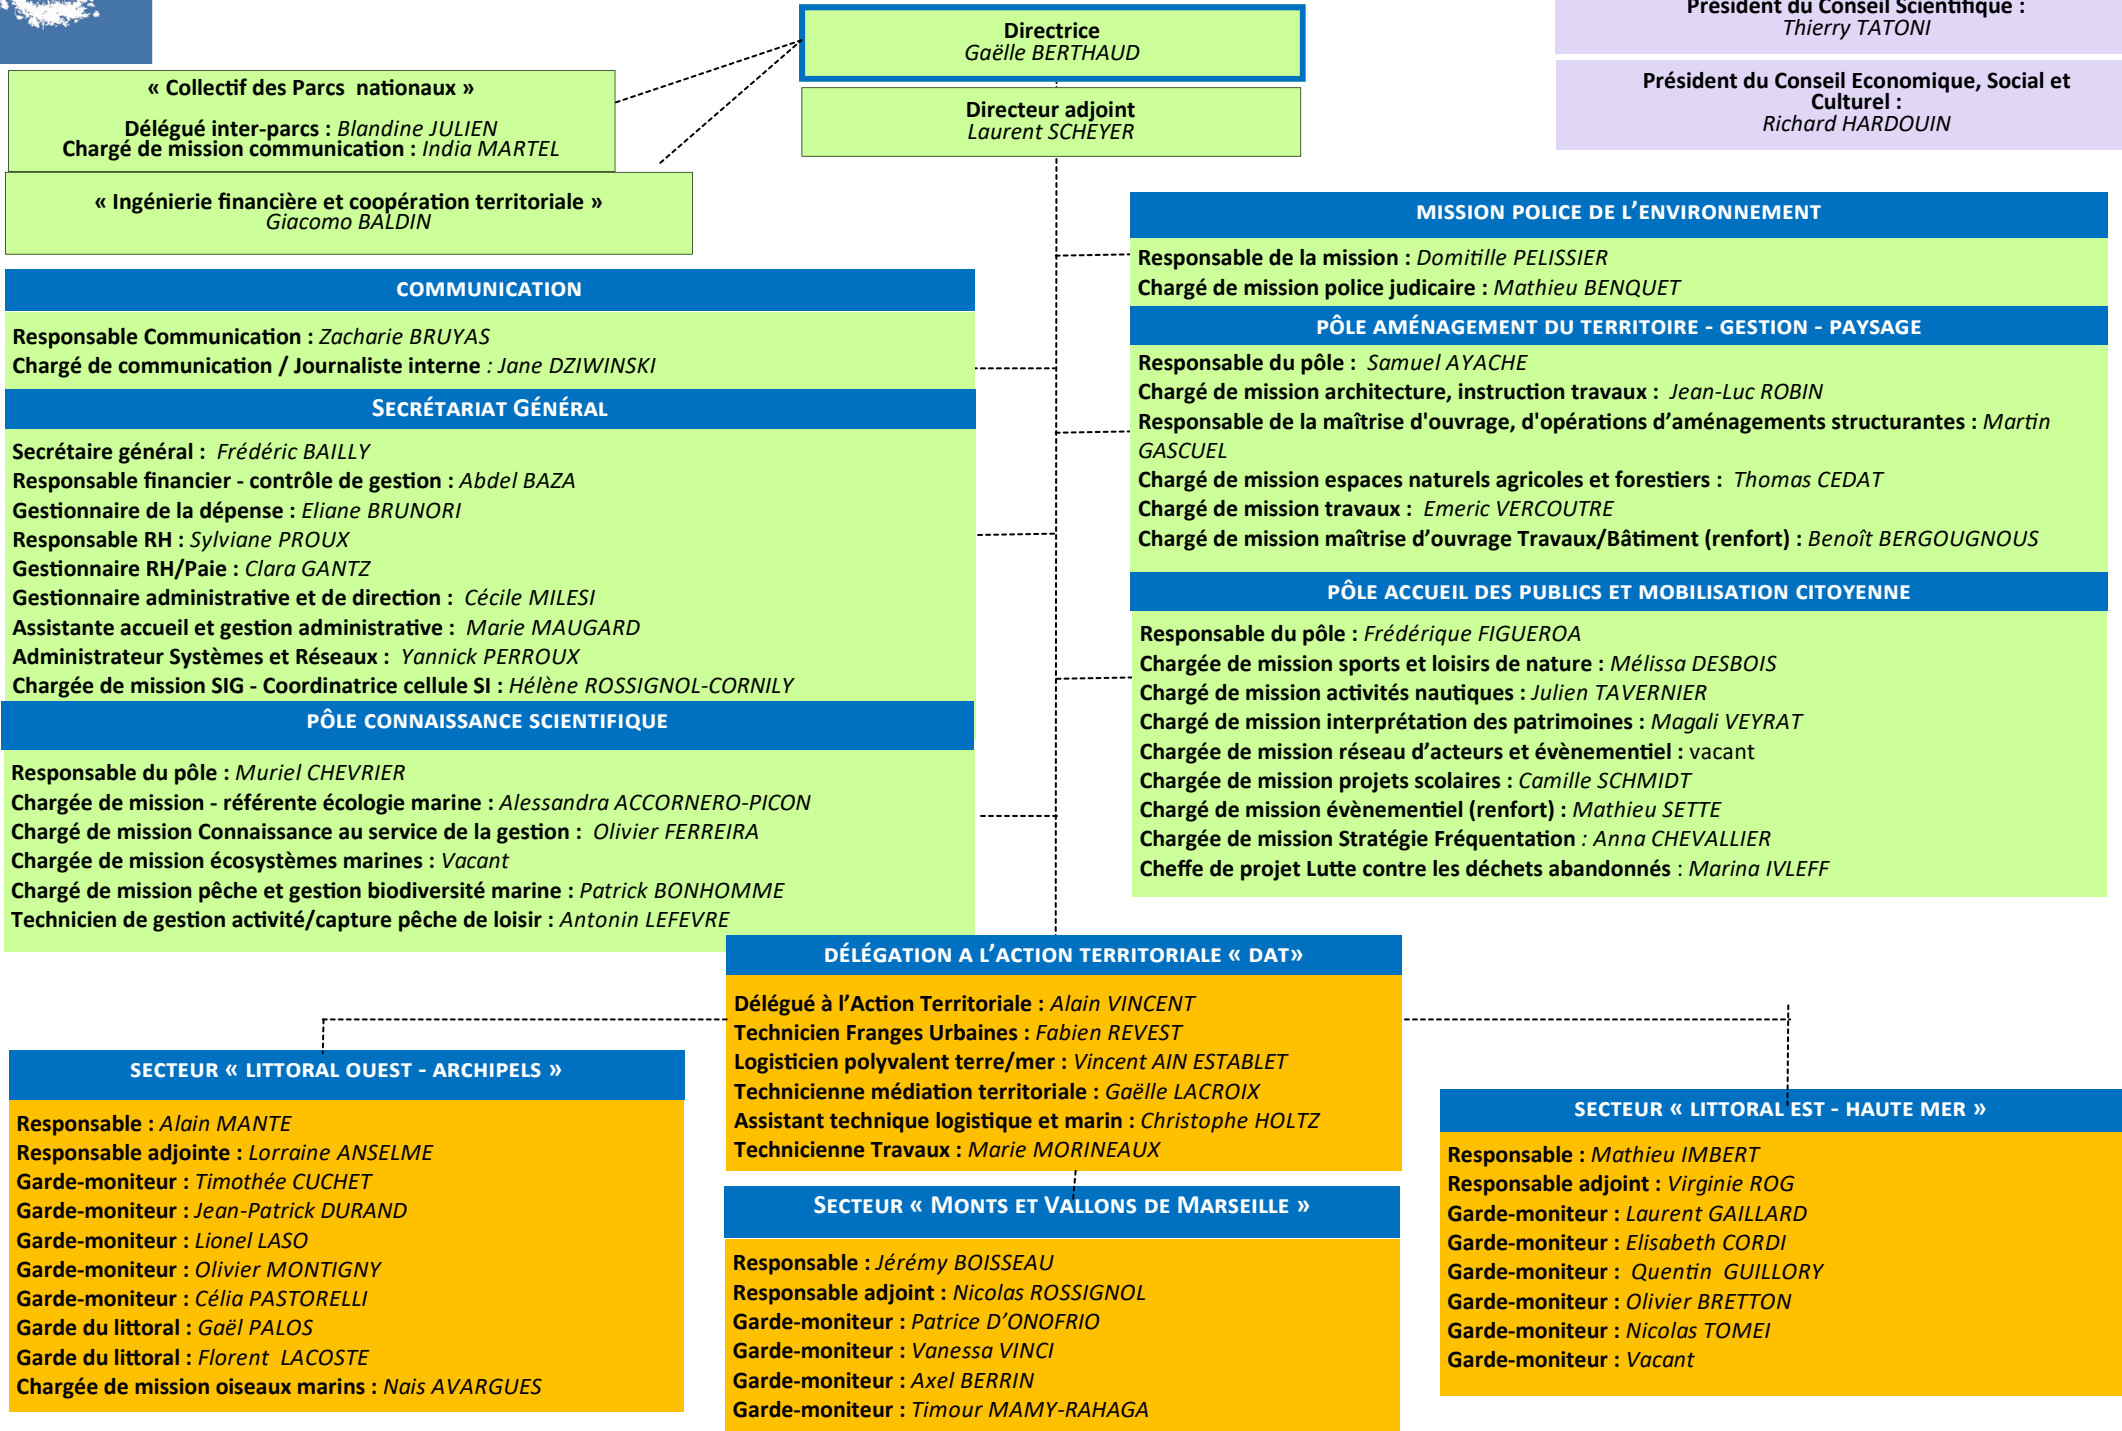 Directrice
Gaëlle BERTHAUD
Directeur adjoint
Laurent SCHEYER
Président du Conseil Scientifique :
Thierry TATONI
Président du Conseil Economique, Social et
Culturel :
Richard HARDOUIN
« Collectif des Parcs nationaux »
Délégué inter-parcs : Blandine JULIEN
Chargé de mission communication : India MARTEL
« Ingénierie financière et coopération territoriale »
Giacomo BALDIN
COMMUNICATION
Responsable Communication : Zacharie BRUYAS
Chargé de communication / Journaliste interne : Jane DZIWINSKI
SECRÉTARIAT GÉNÉRAL
Secrétaire général : Frédéric BAILLY
Responsable financier - contrôle de gestion : Abdel BAZA
Gestionnaire de la dépense : Eliane BRUNORI
Responsable RH : Sylviane PROUX
Gestionnaire RH/Paie : Clara GANTZ
Gestionnaire administrative et de direction : Cécile MILESI
Assistante accueil et gestion administrative : Marie MAUGARD
Administrateur Systèmes et Réseaux : Yannick PERROUX
Chargée de mission SIG - Coordinatrice cellule SI : Hélène ROSSIGNOL-CORNILY
PÔLE CONNAISSANCE SCIENTIFIQUE
Responsable du pôle : Muriel CHEVRIER
Chargée de mission - référente écologie marine : Alessandra ACCORNERO-PICON
Chargé de mission Connaissance au service de la gestion : Olivier FERREIRA
Chargée de mission écosystèmes marines : Vacant
Chargé de mission pêche et gestion biodiversité marine : Patrick BONHOMME
Technicien de gestion activité/capture pêche de loisir : Antonin LEFEVRE
MISSION POLICE DE L'ENVIRONNEMENT
Responsable de la mission : Domitille PELISSIER
Chargé de mission police judicaire : Mathieu BENQUET
PÔLE AMÉNAGEMENT DU TERRITOIRE - GESTION - PAYSAGE
Responsable du pôle : Samuel AYACHE
Chargé de mission architecture, instruction travaux : Jean-Luc ROBIN
Responsable de la maîtrise d'ouvrage, d'opérations d'aménagements structurantes : Martin
GASCUEL
Chargé de mission espaces naturels agricoles et forestiers : Thomas CEDAT
Chargé de mission travaux : Emeric VERCOUTRE
Chargé de mission maîtrise d'ouvrage Travaux/Bâtiment (renfort) : Benoît BERGOUGNOUS
PÔLE ACCUEIL DES PUBLICS ET MOBILISATION CITOYENNE
Responsable du pôle : Frédérique FIGUEROA
Chargée de mission sports et loisirs de nature : Mélissa DESBOIS
Chargé de mission activités nautiques : Julien TAVERNIER
Chargé de mission interprétation des patrimoines : Magali VEYRAT
Chargée de mission réseau d'acteurs et évènementiel : vacant
Chargée de mission projets scolaires : Camille SCHMIDT
Chargé de mission évènementiel (renfort) : Mathieu SETTE
Chargée de mission Stratégie Fréquentation : Anna CHEVALLIER
Cheffe de projet Lutte contre les déchets abandonnés : Marina IVLEFF
DÉLÉGATION A L'ACTION TERRITORIALE « DAT»
Délégué à l'Action Territoriale : Alain VINCENT
Technicien Franges Urbaines : Fabien REVEST
Logisticien polyvalent terre/mer : Vincent AIN ESTABLET
Technicienne médiation territoriale : Gaëlle LACROIX
Assistant technique logistique et marin : Christophe HOLTZ
Technicienne Travaux : Marie MORINEAUX
SECTEUR « LITTORAL OUEST - ARCHIPELS »
Responsable : Alain MANTE
Responsable adjointe : Lorraine ANSELME
Garde-moniteur : Timothée CUCHET
Garde-moniteur : Jean-Patrick DURAND
Garde-moniteur : Lionel LASO
Garde-moniteur : Olivier MONTIGNY
Garde-moniteur : Célia PASTORELLI
Garde du littoral : Gaël PALOS
Garde du littoral : Florent LACOSTE
Chargée de mission oiseaux marins : Nais AVARGUES
SECTEUR « MONTS ET VALLONS DE MARSEILLE »
Responsable : Jérémy BOISSEAU
Responsable adjoint : Nicolas ROSSIGNOL
Garde-moniteur : Patrice D'ONOFRIO
Garde-moniteur : Vanessa VINCI
Garde-moniteur : Axel BERRIN
Garde-moniteur : Timour MAMY-RAHAGA
SECTEUR « LITTORAL EST - HAUTE MER »
Responsable : Mathieu IMBERT
Responsable adjoint : Virginie ROG
Garde-moniteur : Laurent GAILLARD
Garde-moniteur : Elisabeth CORDI
Garde-moniteur : Quentin GUILLORY
Garde-moniteur : Olivier BRETTON
Garde-moniteur : Nicolas TOMEI
Garde-moniteur : Vacant